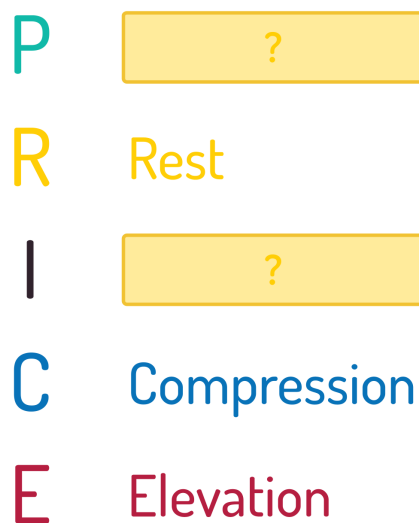 P ?
R Rest
I ?
C Compression
E Elevation